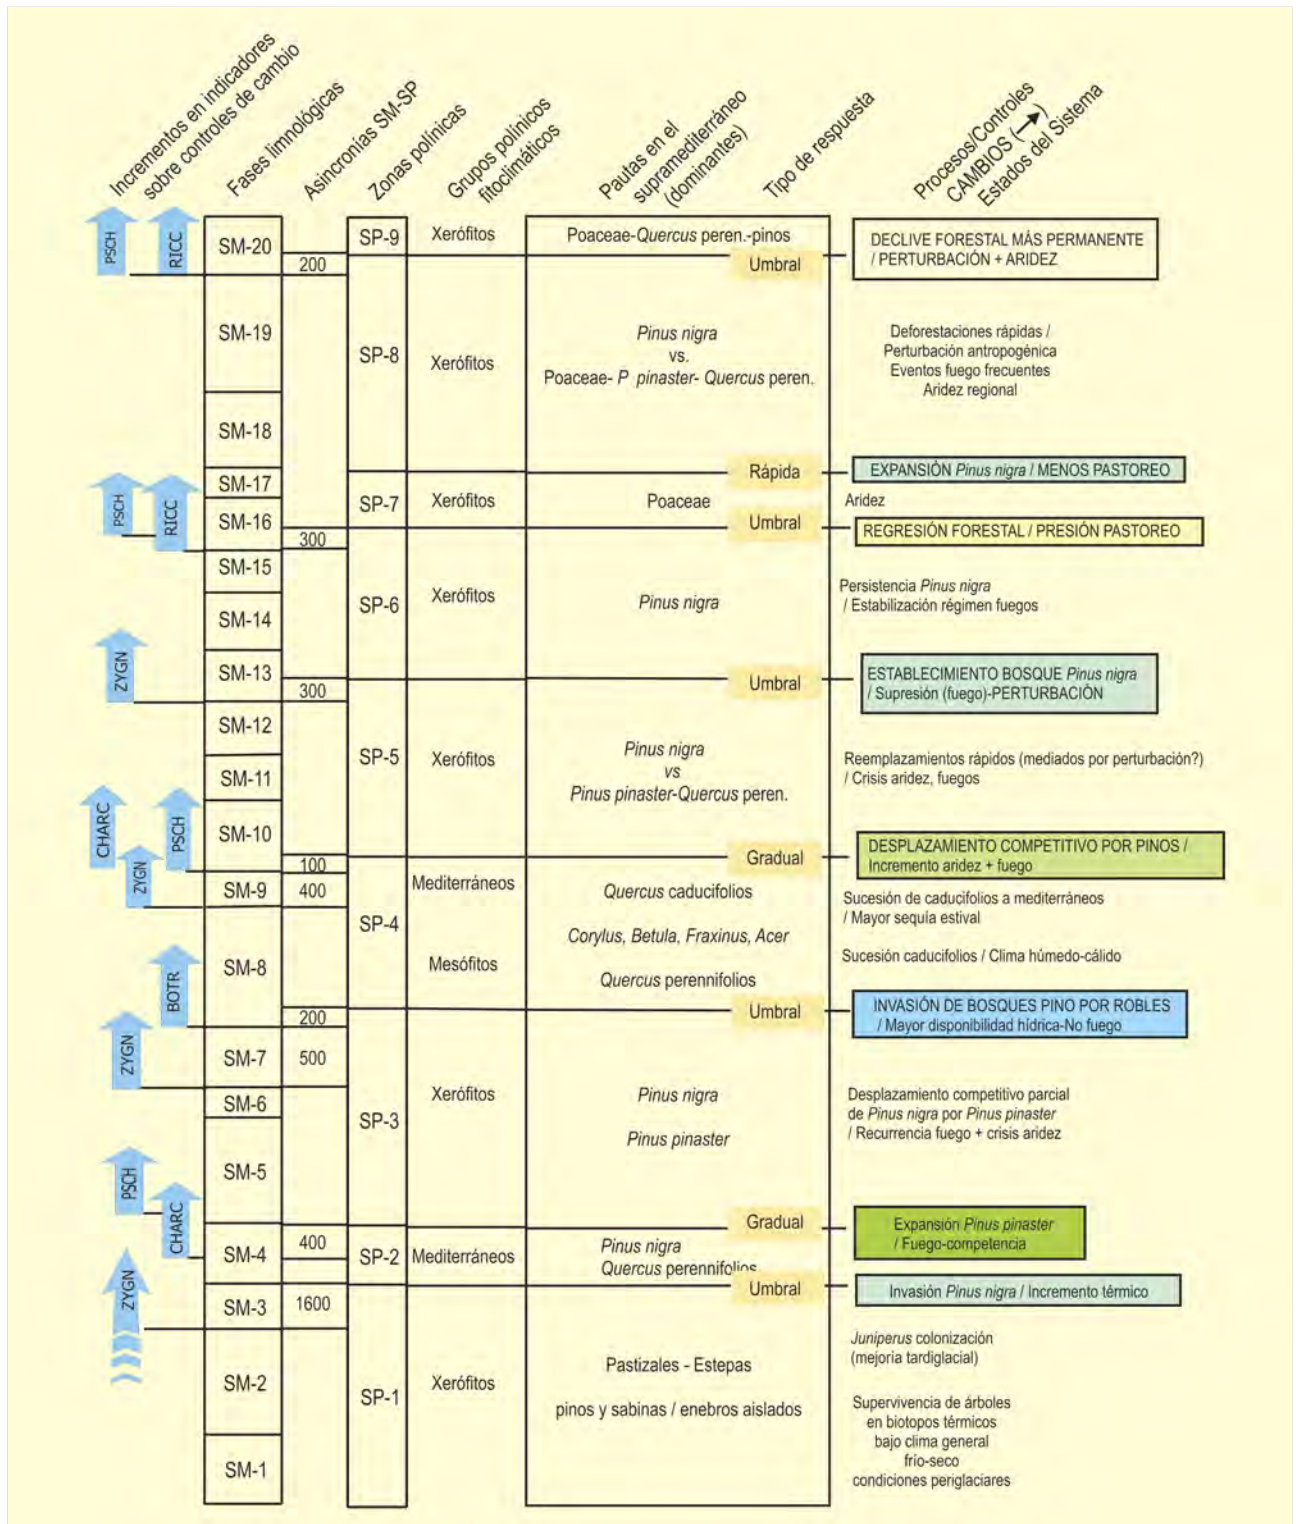 Incrementos en indicadores
sobre controles de cambio
Fases limnológicas
Asincronías SM-SP
Zonas polínicas
Grupos polínicos
fitoclimáticos
Pautas en el
supramediterráneo
(dominantes)
Tipo de respuesta
Procesos/Controles
CAMBIOS (→)
Estados del Sistema
PSCH
RICC
SM-20
200
SP-9
Xerófitos
Poaceae-Quercus peren.-pinos
Umbral
DECLIVE FORESTAL MÁS PERMANENTE
/ PERTURBACIÓN + ARIDEZ
SM-19
SM-18
SP-8
Xerófitos
Pinus nigra
vs.
Poaceae- P pinaster- Quercus peren.
Deforestaciones rápidas /
Perturbación antropogénica
Eventos fuego frecuentes
Aridez regional
Rápida
EXPANSIÓN Pinus nigra / MENOS PASTOREO
PSCH
RICC
SM-17
SM-16
SP-7
Xerófitos
Poaceae
Aridez
Umbral
REGRESIÓN FORESTAL / PRESIÓN PASTOREO
300
SM-15
SM-14
SP-6
Xerófitos
Pinus nigra
Persistencia Pinus nigra
/ Estabilización régimen fuegos
ZYGN
SM-13
300
Umbral
ESTABLECIMIENTO BOSQUE Pinus nigra
/ Supresión (fuego)-PERTURBACIÓN
SM-12
SM-11
SP-5
Xerófitos
Pinus nigra
vs
Pinus pinaster-Quercus peren.
Reemplazamientos rápidos (mediados por perturbación?)
/ Crisis aridez, fuegos
CHARC
ZYGN
PSCH
SM-10
100
Gradual
DESPLAZAMIENTO COMPETITIVO POR PINOS /
Incremento aridez + fuego
SM-9
400
SP-4
Mediterráneos
Quercus caducifolios
Sucesión de caducifolios a mediterráneos
/ Mayor sequía estival
Corylus, Betula, Fraxinus, Acer
BOTR
SM-8
Mesófitos
Quercus perennifolios
Sucesión caducifolios / Clima húmedo-cálido
200
Umbral
INVASIÓN DE BOSQUES PINO POR ROBLES
/ Mayor disponibilidad hídrica-No fuego
ZYGN
SM-7
500
SM-6
SM-5
SP-3
Xerófitos
Pinus nigra
Pinus pinaster
Desplazamiento competitivo parcial
de Pinus nigra por Pinus pinaster
/ Recurrencia fuego + crisis aridez
PSCH
CHARC
Gradual
Expansión Pinus pinaster
/ Fuego-competencia
SM-4
400
SP-2
Mediterráneos
Pinus nigra
Quercus perennifolios
Umbral
Invasión Pinus nigra / Incremento térmico
ZYGN
SM-3
1600
SM-2
SM-1
SP-1
Xerófitos
Pastizales - Estepas
pinos y sabinas / enebros aislados
Juniperus colonización
(mejoria tardiglacial)
Supervivencia de árboles
en biotopos térmicos
bajo clima general
frío-seco
condiciones periglaciares